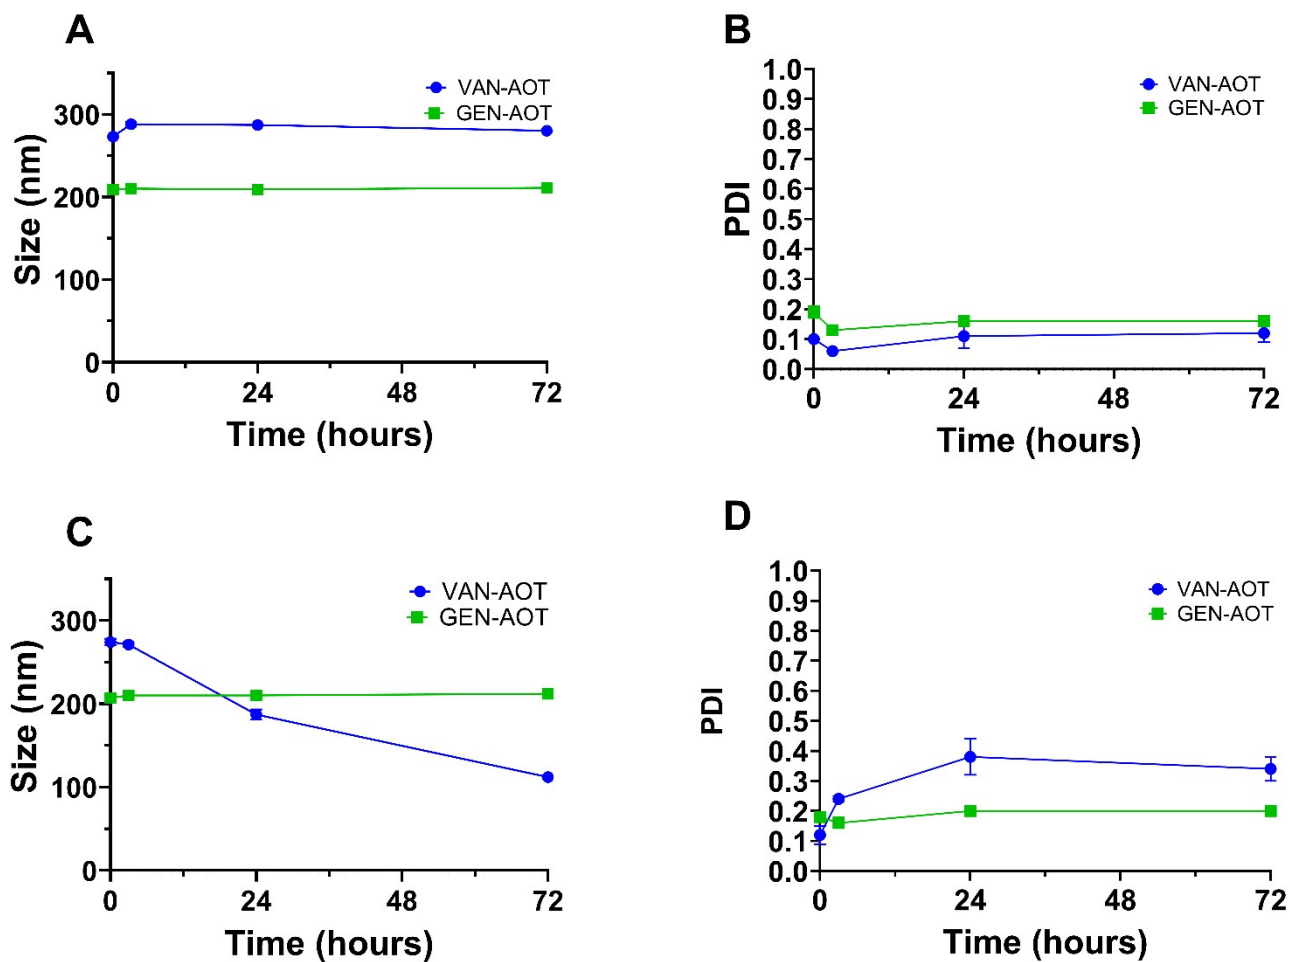 A
VAN-AOT
GEN-AOT
300
200
100
0
Size (nm)
0 24 48 72
Time (hours)
B
VAN-AOT
GEN-AOT
1.0
0.9
0.8
0.7
0.6
0.5
0.4
0.3
0.2
0.1
0.0
PDI
0 24 48 72
Time (hours)
C
VAN-AOT
GEN-AOT
300
200
100
0
Size (nm)
0 24 48 72
Time (hours)
D
VAN-AOT
GEN-AOT
1.0
0.9
0.8
0.7
0.6
0.5
0.4
0.3
0.2
0.1
0.0
PDI
0 24 48 72
Time (hours)